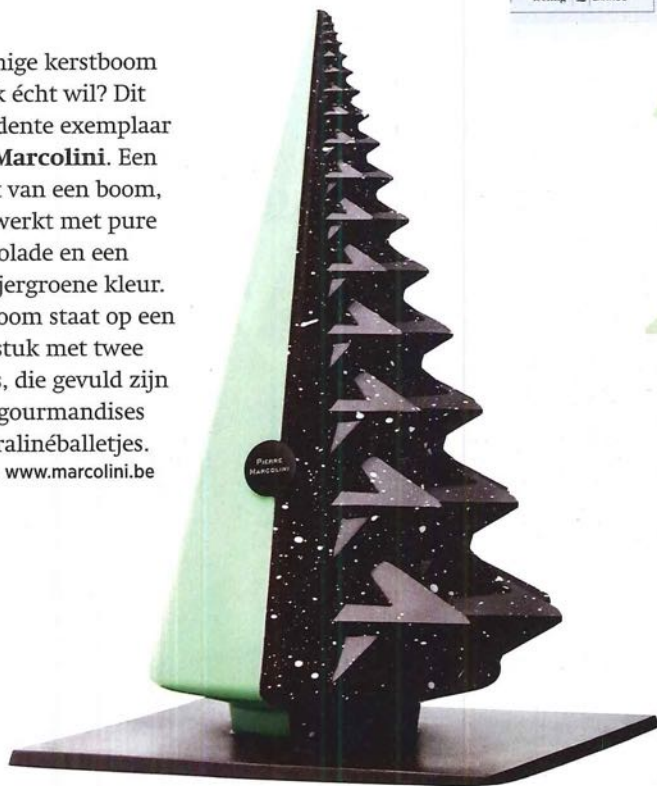 nige kerstboom
k écht wil? Dit
dente exemplaar
Marcolini. Een
van een boom,
werkt met pure
olade en een
jergroene kleur.
oom staat op een
stuk met twee
s, die gevuld zijn
gourmandises
ralinéballetjes.
www.marcolini.be
PIERRE
MARCOLINI